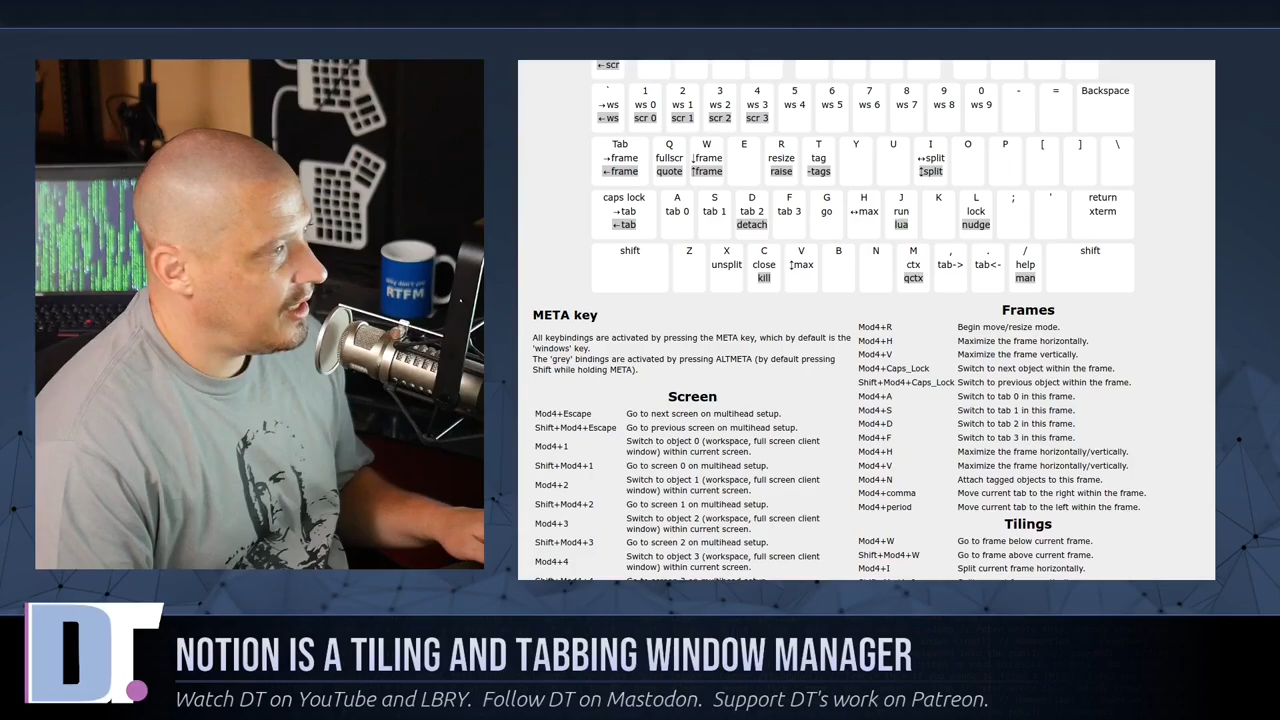 Why don't you
RTFM
←scr
` 1 2 3 4 5 6 7 8 9 0 - = Backspace
→ws ws 0 ws 1 ws 2 ws 3 ws 4 ws 5 ws 6 ws 7 ws 8 ws 9
←ws scr 0 scr 1 scr 2 scr 3
Tab Q W E R T Y U I O P [ ] \
→frame fullscr ↓frame resize tag ↔split
←frame quote ↑frame raise -tags ↕split
caps lock A S D F G H J K L ; ' return
→tab tab 0 tab 1 tab 2 tab 3 go ↔max run lock xterm
←tab detach lua nudge
shift Z X C V B N M , . / shift
unsplit close ↕max ctx tab-> tab<- help
kill qctx man
META key
All keybindings are activated by pressing the META key, which by default is the
'windows' key.
The 'grey' bindings are activated by pressing ALTMETA (by default pressing
Shift while holding META).
Screen
Mod4+Escape Go to next screen on multihead setup.
Shift+Mod4+Escape Go to previous screen on multihead setup.
Mod4+1 Switch to object 0 (workspace, full screen client
window) within current screen.
Shift+Mod4+1 Go to screen 0 on multihead setup.
Mod4+2 Switch to object 1 (workspace, full screen client
window) within current screen.
Shift+Mod4+2 Go to screen 1 on multihead setup.
Mod4+3 Switch to object 2 (workspace, full screen client
window) within current screen.
Shift+Mod4+3 Go to screen 2 on multihead setup.
Mod4+4 Switch to object 3 (workspace, full screen client
window) within current screen.
Frames
Mod4+R Begin move/resize mode.
Mod4+H Maximize the frame horizontally.
Mod4+V Maximize the frame vertically.
Mod4+Caps_Lock Switch to next object within the frame.
Shift+Mod4+Caps_Lock Switch to previous object within the frame.
Mod4+A Switch to tab 0 in this frame.
Mod4+S Switch to tab 1 in this frame.
Mod4+D Switch to tab 2 in this frame.
Mod4+F Switch to tab 3 in this frame.
Mod4+H Maximize the frame horizontally/vertically.
Mod4+V Maximize the frame horizontally/vertically.
Mod4+N Attach tagged objects to this frame.
Mod4+comma Move current tab to the right within the frame.
Mod4+period Move current tab to the left within the frame.
Tilings
Mod4+W Go to frame below current frame.
Shift+Mod4+W Go to frame above current frame.
Mod4+I Split current frame horizontally.
DT.
NOTION IS A TILING AND TABBING WINDOW MANAGER
Watch DT on YouTube and LBRY. Follow DT on Mastodon. Support DT's work on Patreon.